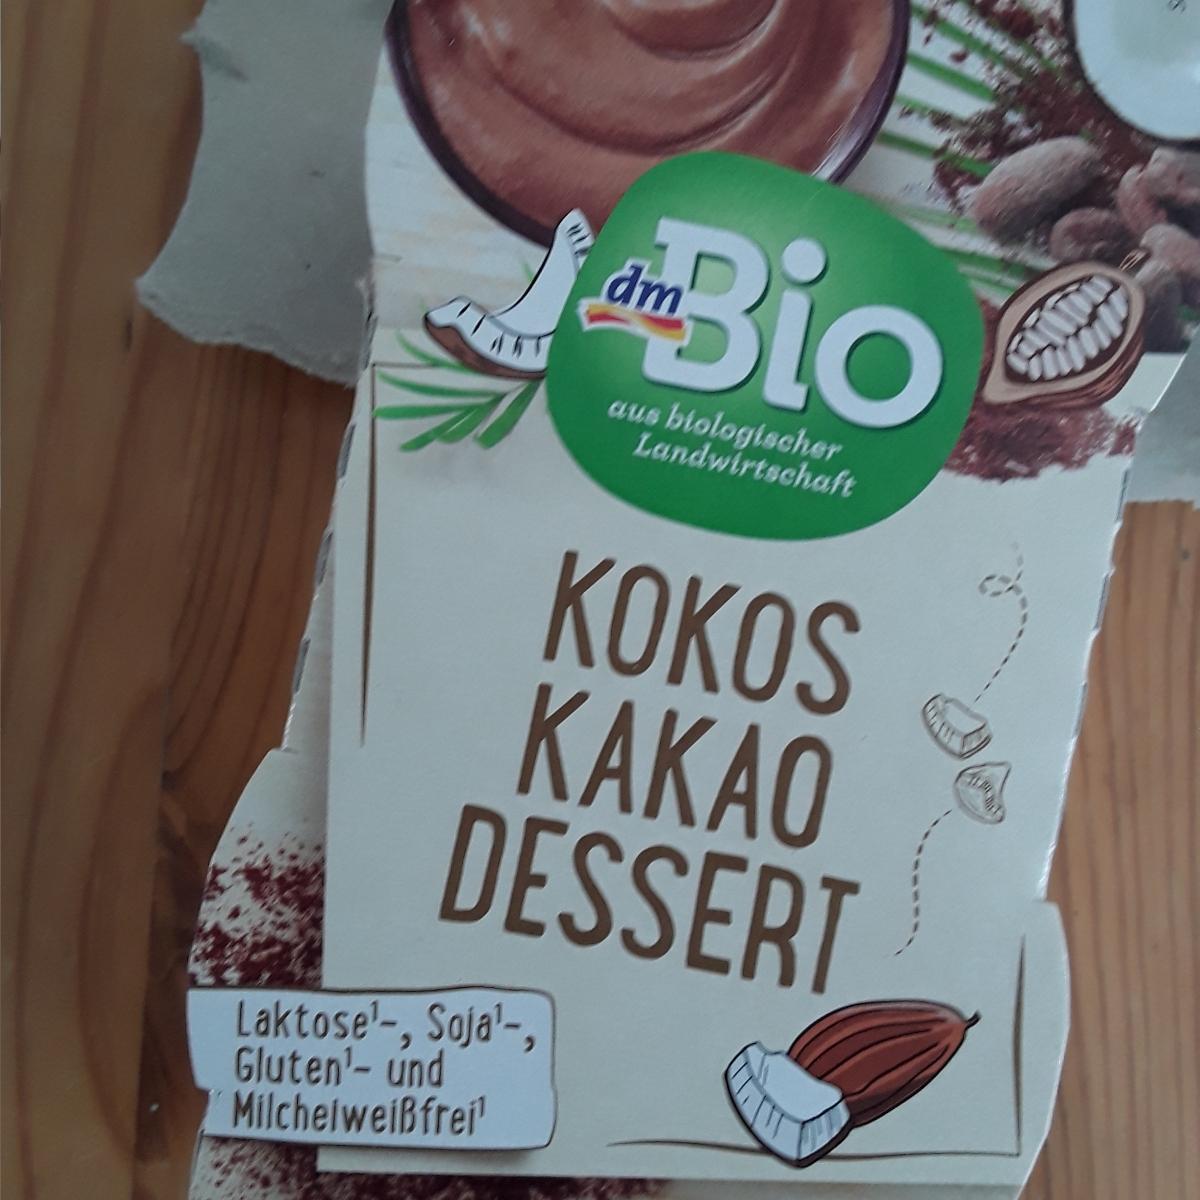 dm
Bio
aus biologischer
Landwirtschaft
KOKOS
KAKAO
DESSERT
Laktose¹-, Soja¹-,
Gluten¹- und
Milcheiweißfrei¹